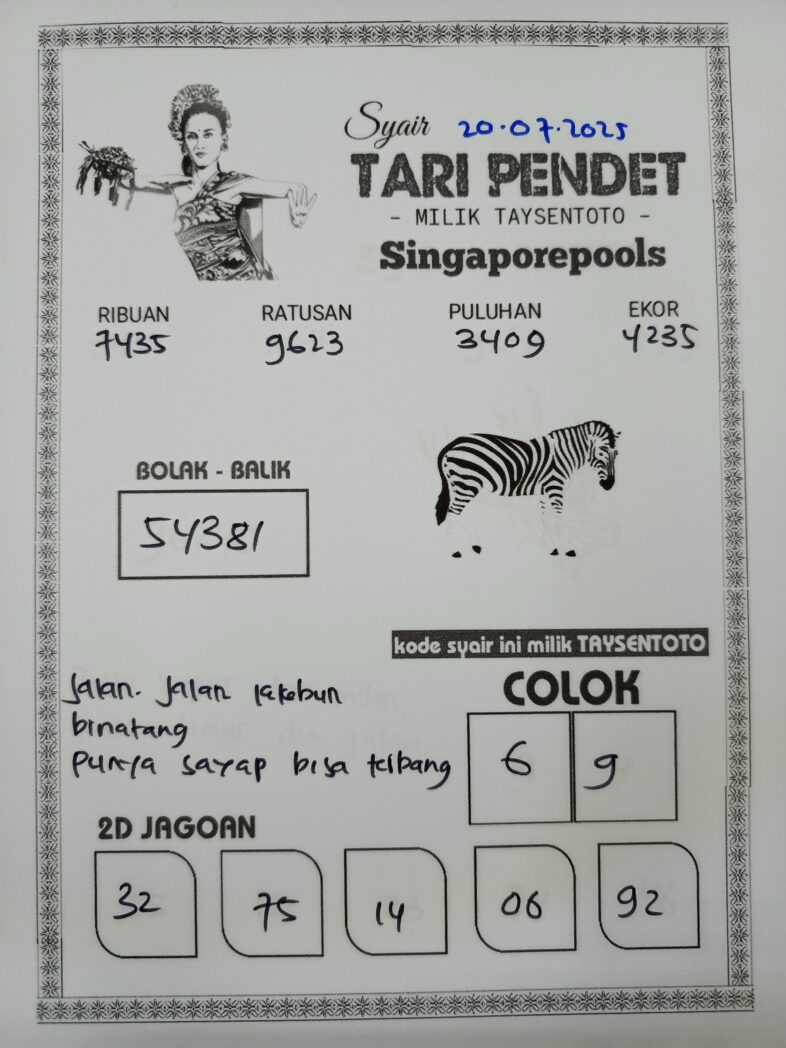 Syair 20.07.2025
TARI PENDET
- MILIK TAYSENTOTO -
Singaporepools
RIBUAN RATUSAN PULUHAN EKOR
7435 9623 3409 4235
BOLAK - BALIK
54381
kode syair ini milik TAYSENTOTO
Jalan. Jalan kekebun
binatang
Punya sayap bisa terbang
COLOK
6 9
2D JAGOAN
32 75 14 06 92